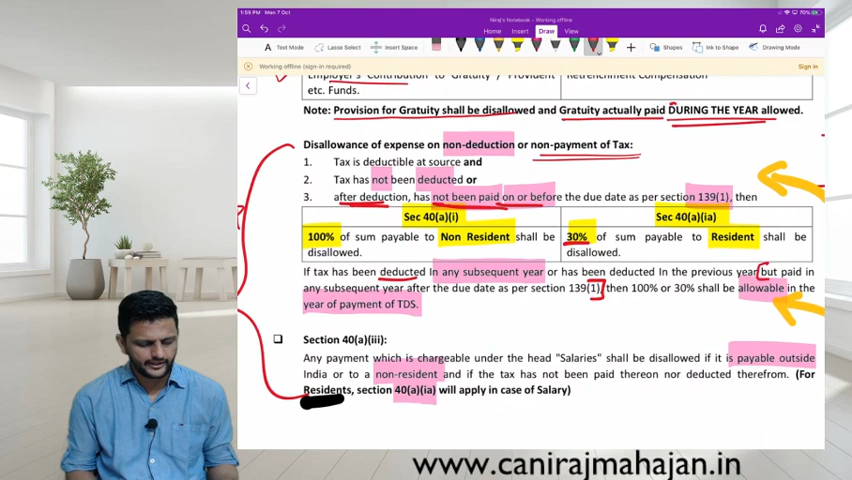 1:59 PM Mon 7 Oct
70%
Niraj's Notebook - Working offline
Home Insert Draw View
Text Mode Lasso Select Insert Space Shapes Ink to Shape Drawing Mode
Working offline (sign-in required) Sign in
Employer's Contribution to Gratuity / Provident Retrenchment Compensation
etc. Funds.
Note: Provision for Gratuity shall be disallowed and Gratuity actually paid DURING THE YEAR allowed.
Disallowance of expense on non-deduction or non-payment of Tax:
1. Tax is deductible at source and
2. Tax has not been deducted or
3. after deduction, has not been paid on or before the due date as per section 139(1), then
Sec 40(a)(i) Sec 40(a)(ia)
100% of sum payable to Non Resident shall be 30% of sum payable to Resident shall be
disallowed. disallowed.
If tax has been deducted In any subsequent year or has been deducted In the previous year but paid in
any subsequent year after the due date as per section 139(1), then 100% or 30% shall be allowable in the
year of payment of TDS.
Section 40(a)(iii):
Any payment which is chargeable under the head "Salaries" shall be disallowed if it is payable outside
India or to a non-resident and if the tax has not been paid thereon nor deducted therefrom. (For
Residents, section 40(a)(ia) will apply in case of Salary)
www.canirajmahajan.in